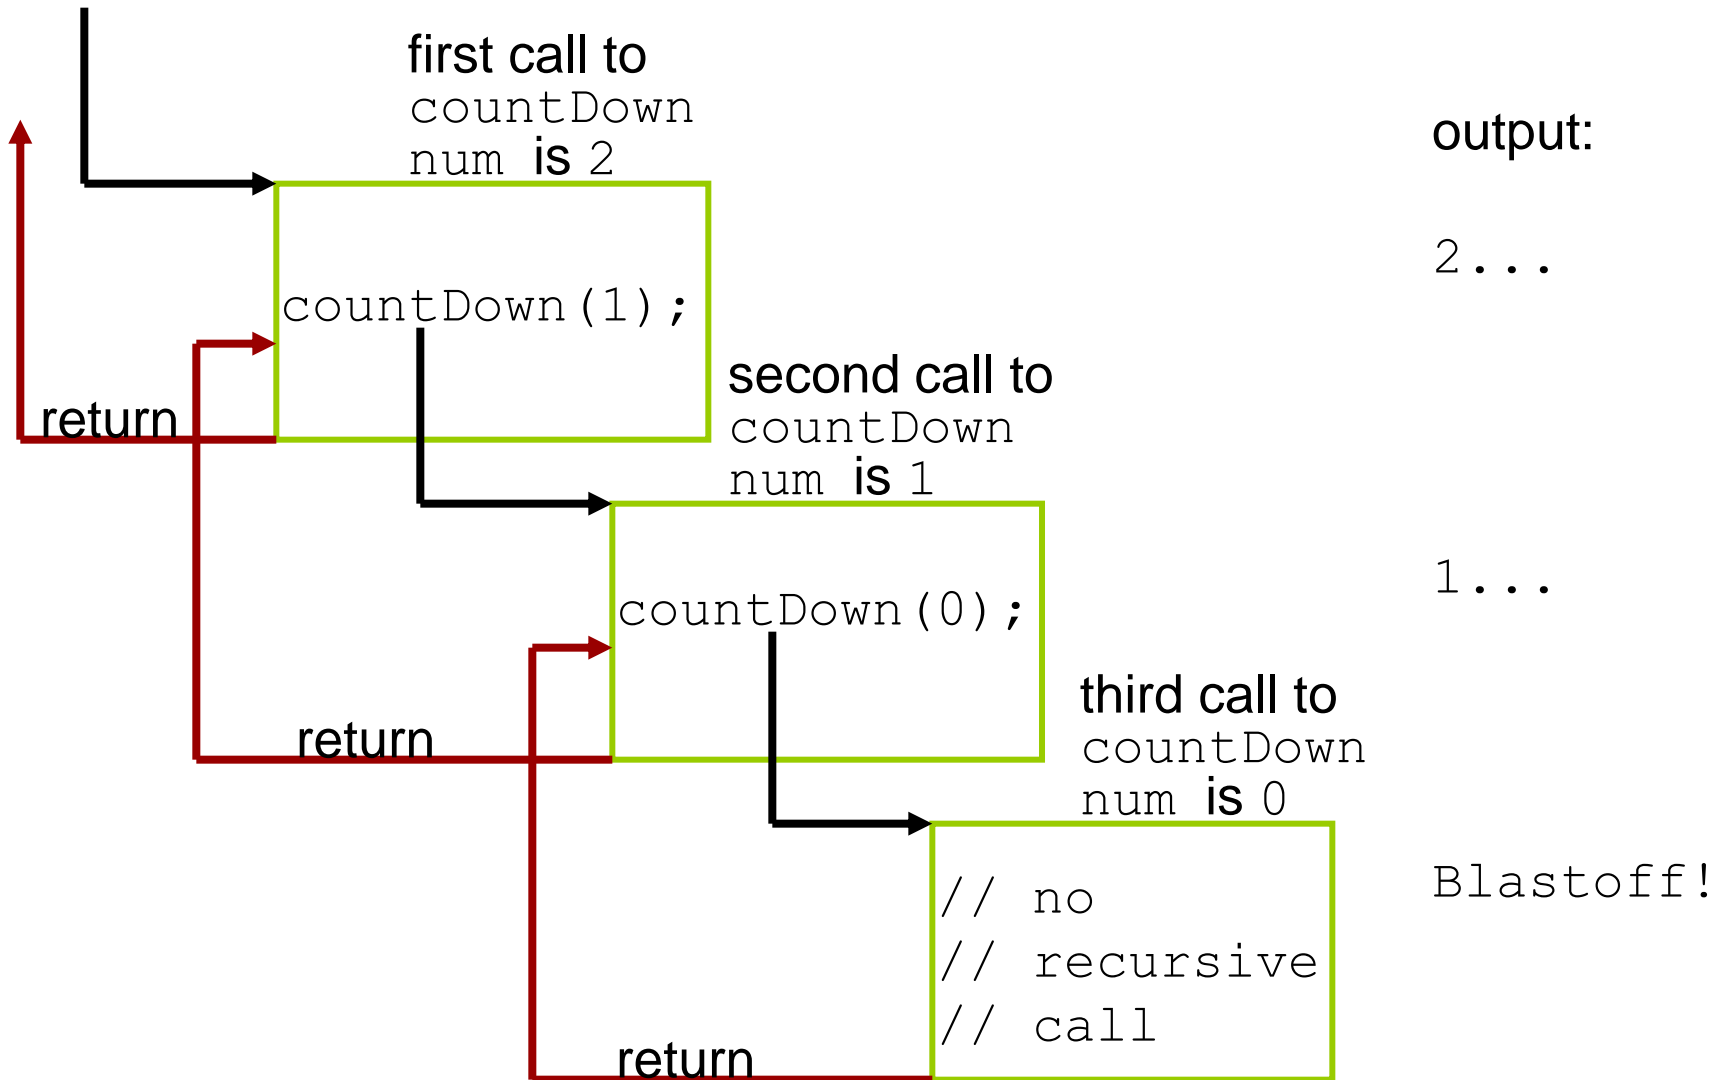 first call to
countDown
num is 2
output:
2...
countDown(1);
return
second call to
countDown
num is 1
1...
countDown(0);
return
third call to
countDown
num is 0
Blastoff!
// no
// recursive
// call
return